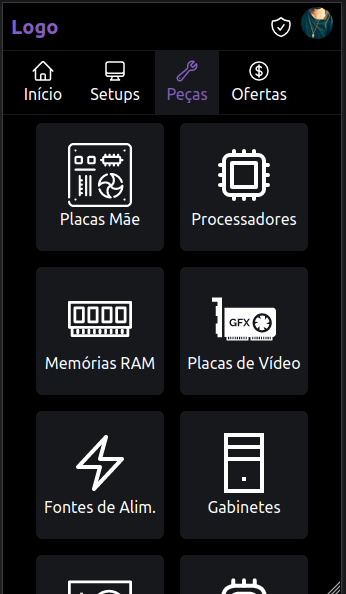 Logo
Início Setups Peças Ofertas
Placas Mãe Processadores
GFX
Memórias RAM Placas de Vídeo
Fontes de Alim. Gabinetes